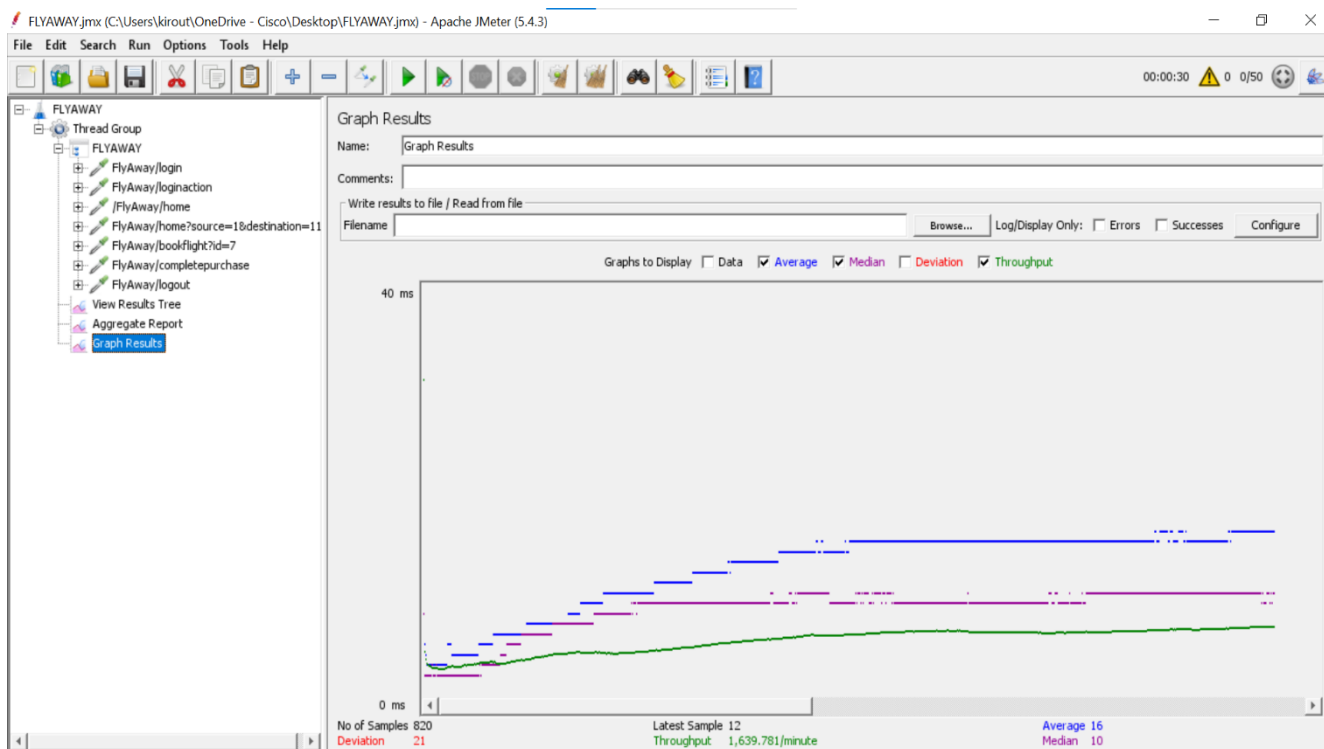 FLYAWAY.jmx (C:\Users\kirout\OneDrive - Cisco\Desktop\FLYAWAY.jmx) - Apache JMeter (5.4.3)
File Edit Search Run Options Tools Help
00:00:30 0 0/50
FLYAWAY
Thread Group
FLYAWAY
FlyAway/login
FlyAway/loginaction
/FlyAway/home
FlyAway/home?source=1&destination=11
FlyAway/bookflight?id=7
FlyAway/completepurchase
FlyAway/logout
View Results Tree
Aggregate Report
Graph Results
Graph Results
Name: Graph Results
Comments:
Write results to file / Read from file
Filename Browse... Log/Display Only: Errors Successes Configure
Graphs to Display Data Average Median Deviation Throughput
40 ms
0 ms
No of Samples 820 Latest Sample 12 Average 16
Deviation 21 Throughput 1,639.781/minute Median 10